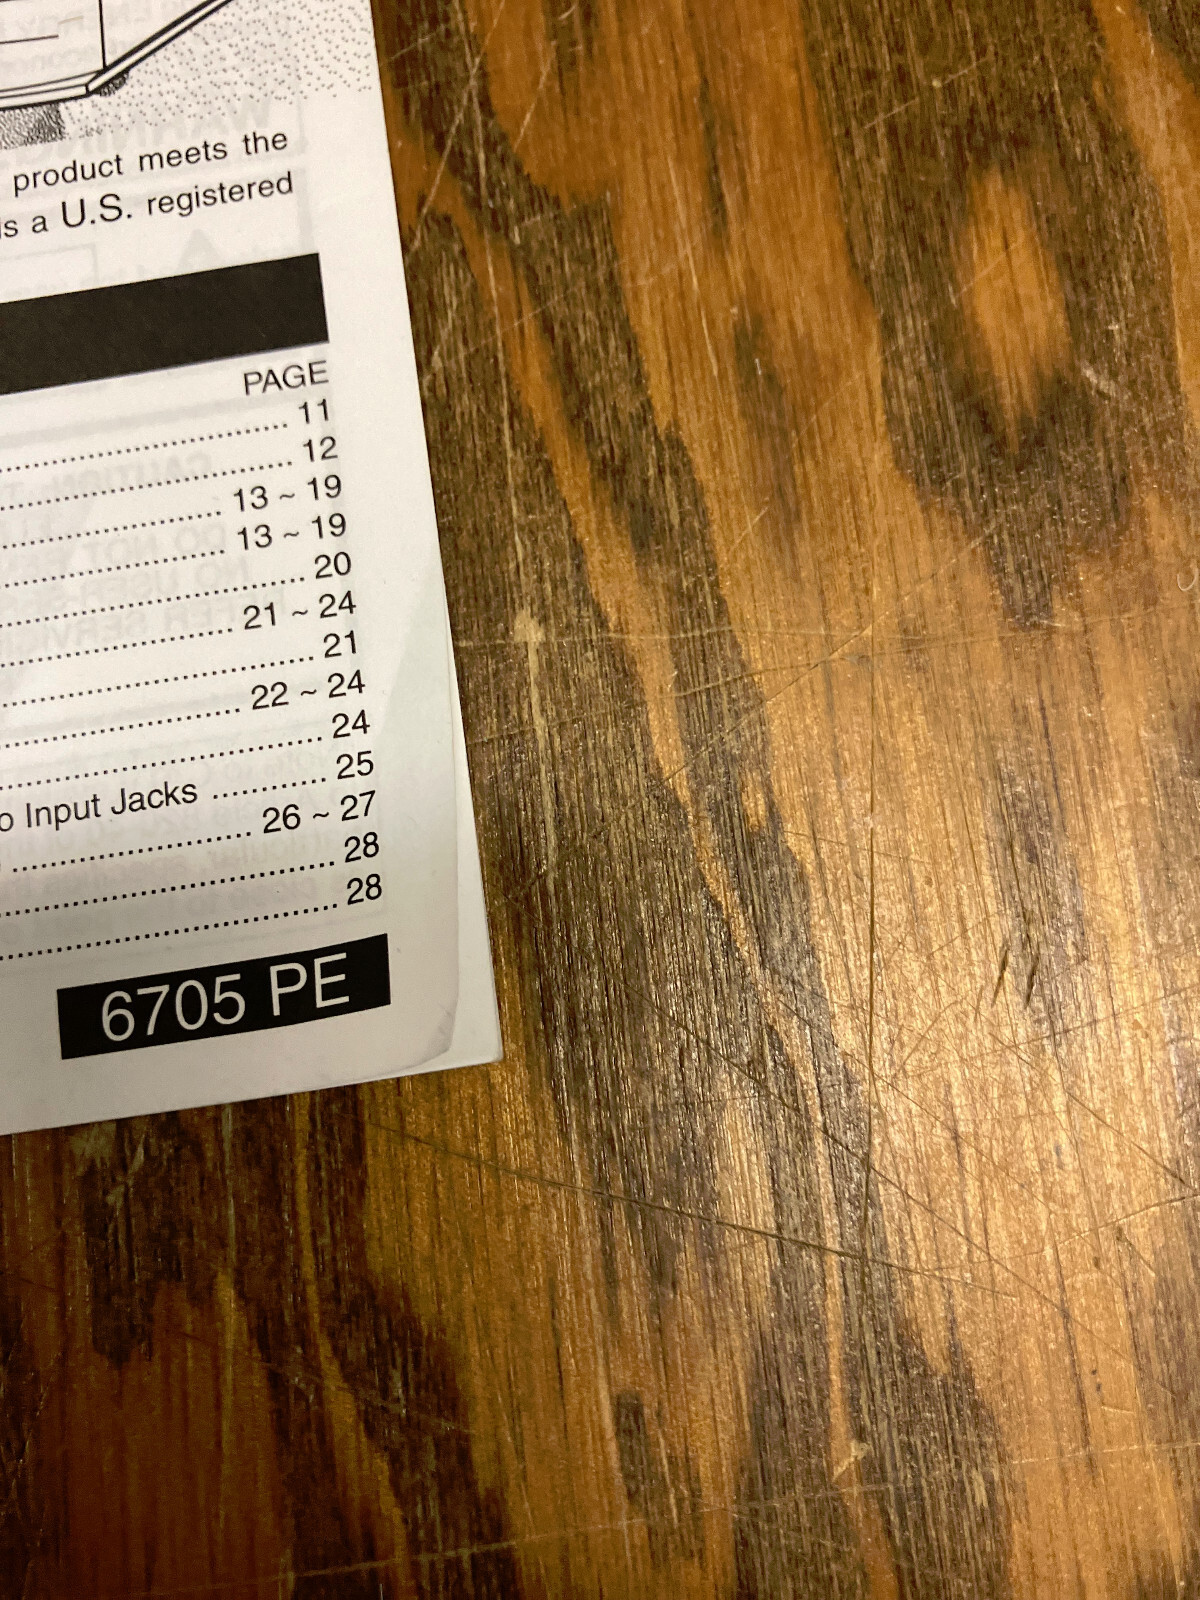 product meets the
is a U.S. registered
PAGE
11
12
13 ~ 19
13 ~ 19
20
21 ~ 24
21
22 ~ 24
24
Input Jacks ........... 25
26 ~ 27
28
28
6705 PE